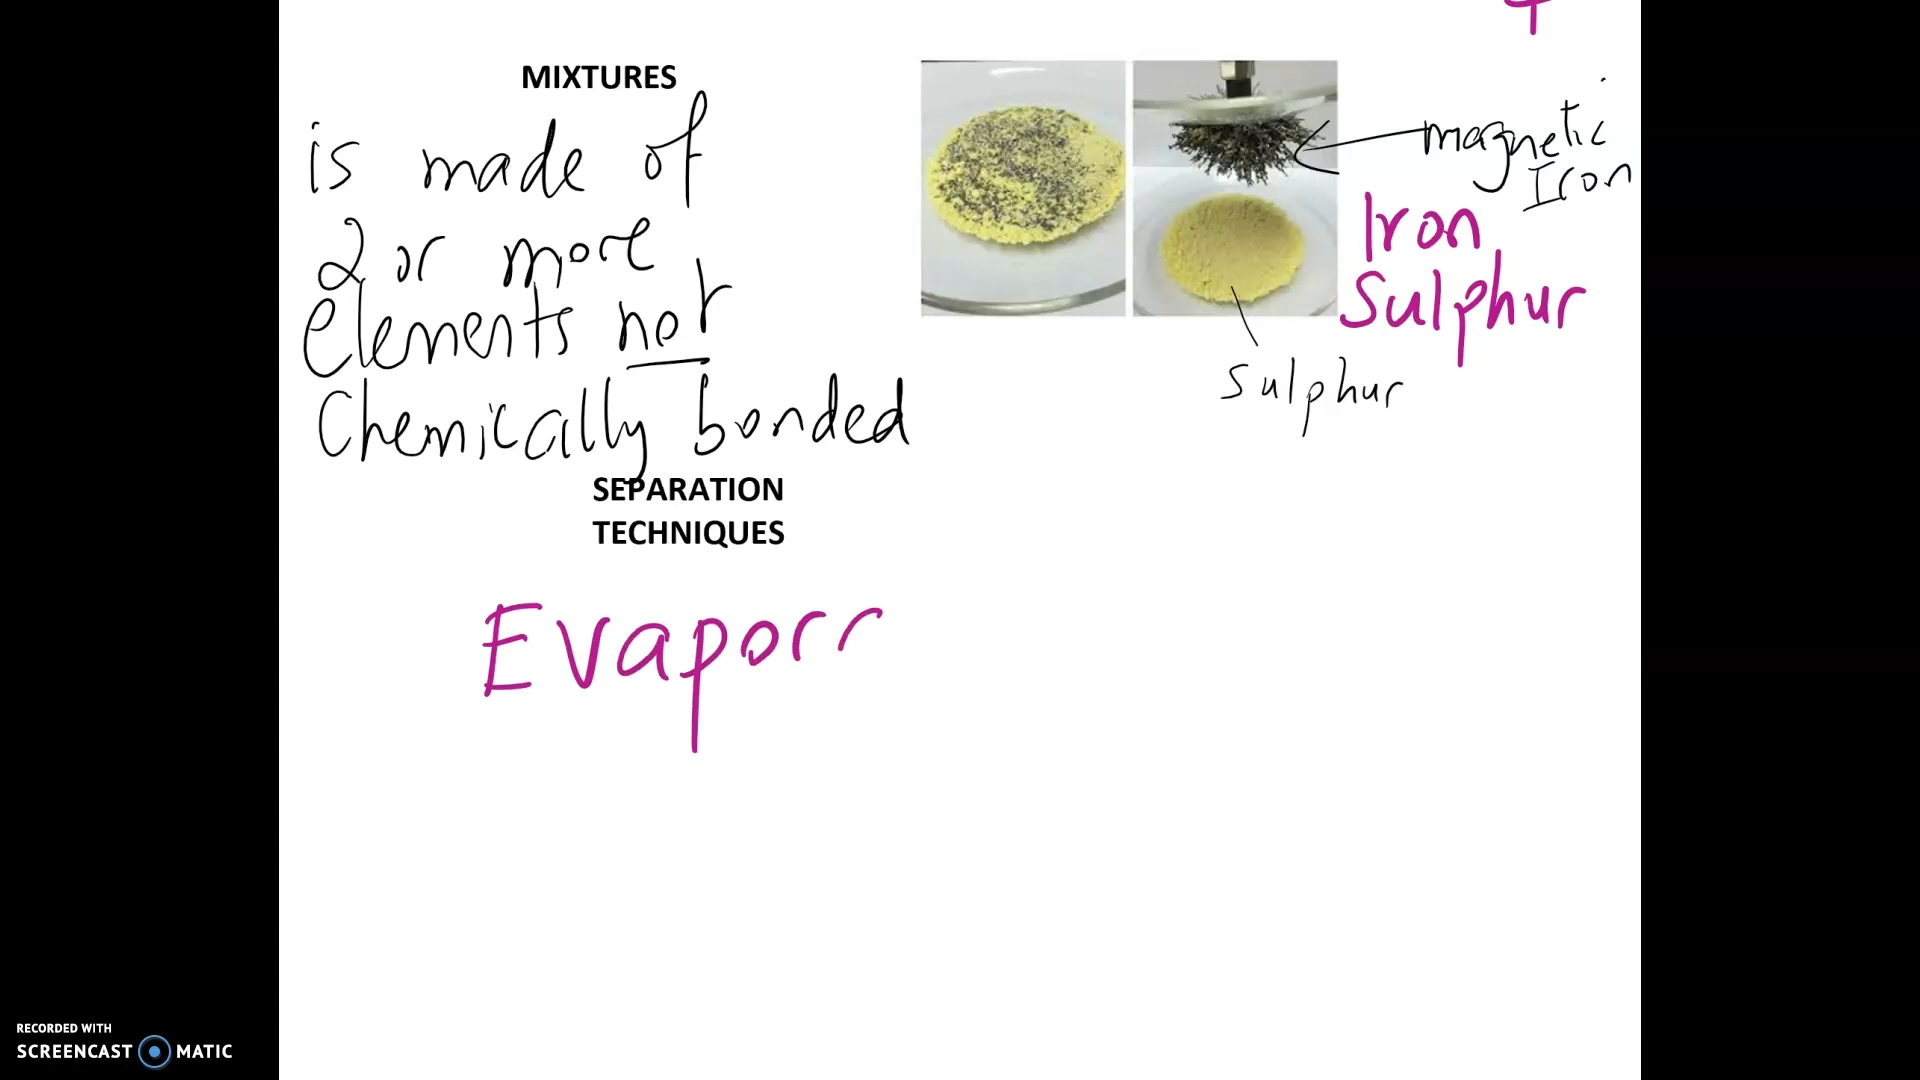 MIXTURES
is made of
2 or more
elements not
Chemically bonded
magnetic
Iron
Iron
Sulphur
Sulphur
SEPARATION
TECHNIQUES
Evapor
RECORDED WITH
SCREENCAST MATIC